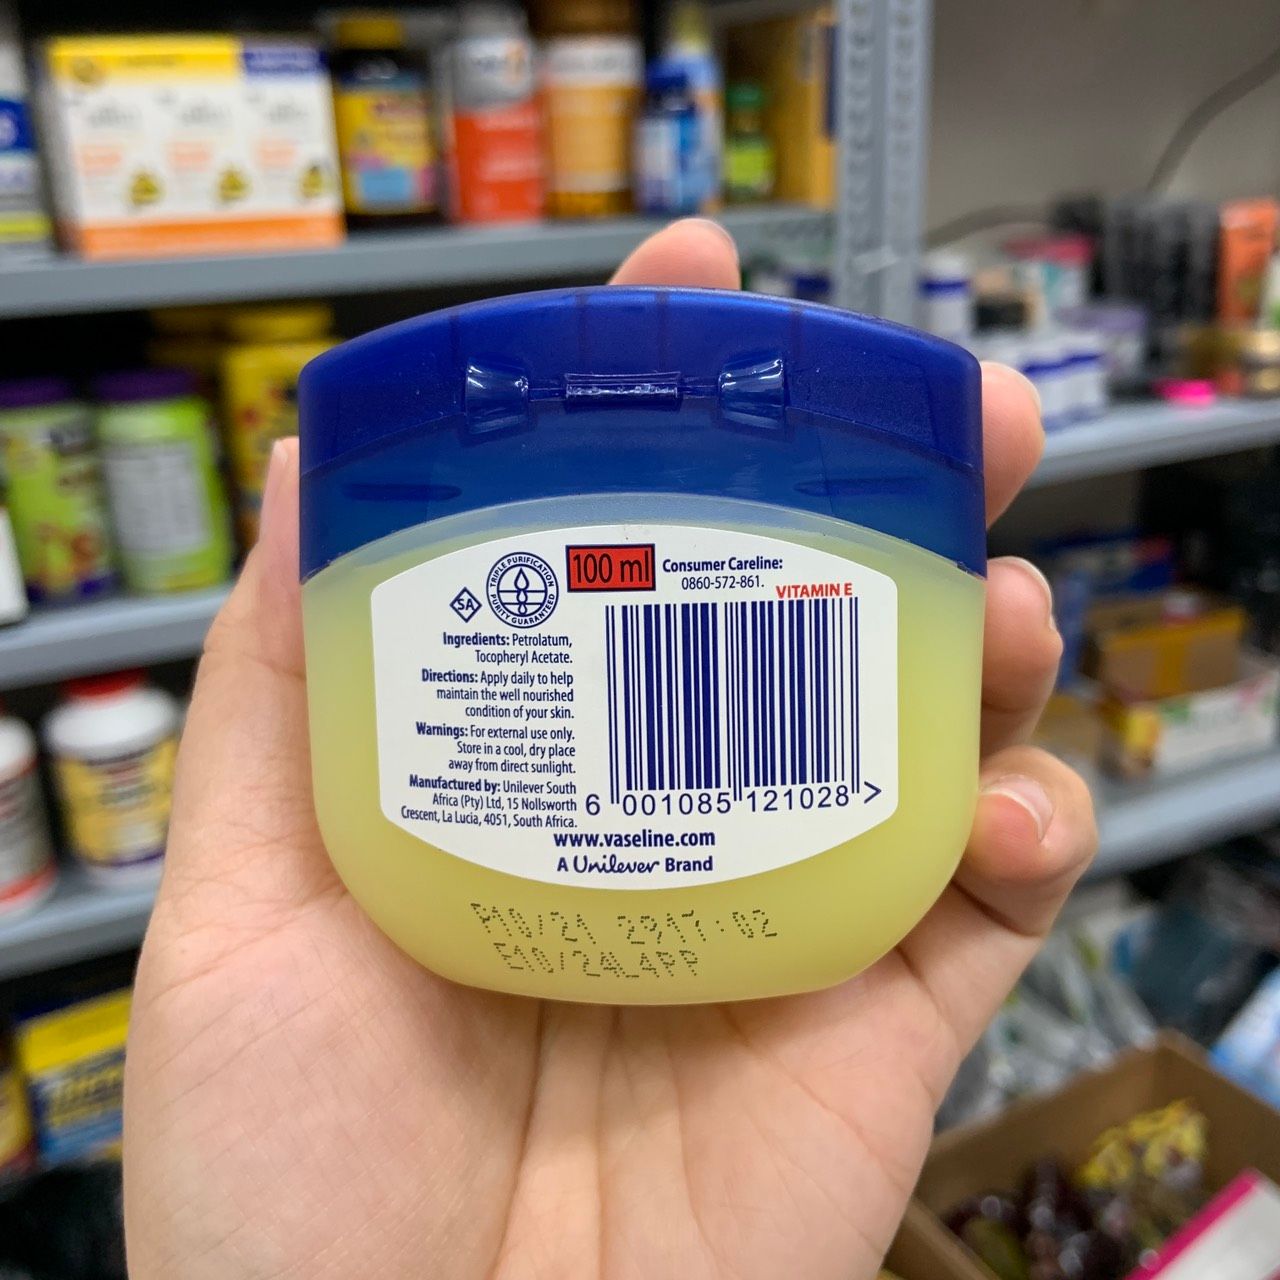 TRIPLE PURIFICATION
PURITY GUARANTEED
SA
100 ml
Consumer Careline:
0860-572-861.
VITAMIN E
Ingredients: Petrolatum,
Tocopheryl Acetate.
Directions: Apply daily to help
maintain the well nourished
condition of your skin.
Warnings: For external use only.
Store in a cool, dry place
away from direct sunlight.
Manufactured by: Unilever South
Africa (Pty) Ltd, 15 Nollsworth
Crescent, La Lucia, 4051, South Africa.
6 001085 121028 >
www.vaseline.com
A Unilever Brand
P10/21 29,17:02
E10/24LAPP